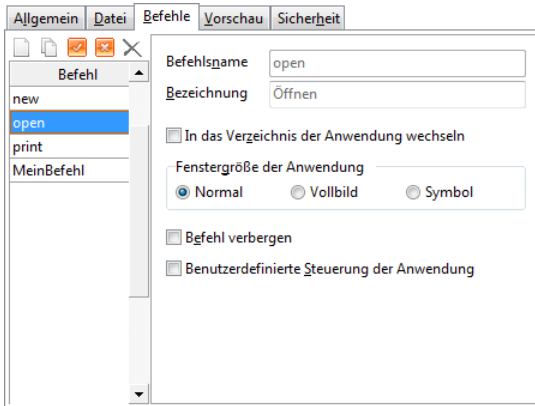 Allgemein Datei Befehle Vorschau Sicherheit
Befehl
new
open
print
MeinBefehl
Befehlsname open
Bezeichnung Öffnen
In das Verzeichnis der Anwendung wechseln
Fenstergröße der Anwendung
Normal Vollbild Symbol
Befehl verbergen
Benutzerdefinierte Steuerung der Anwendung